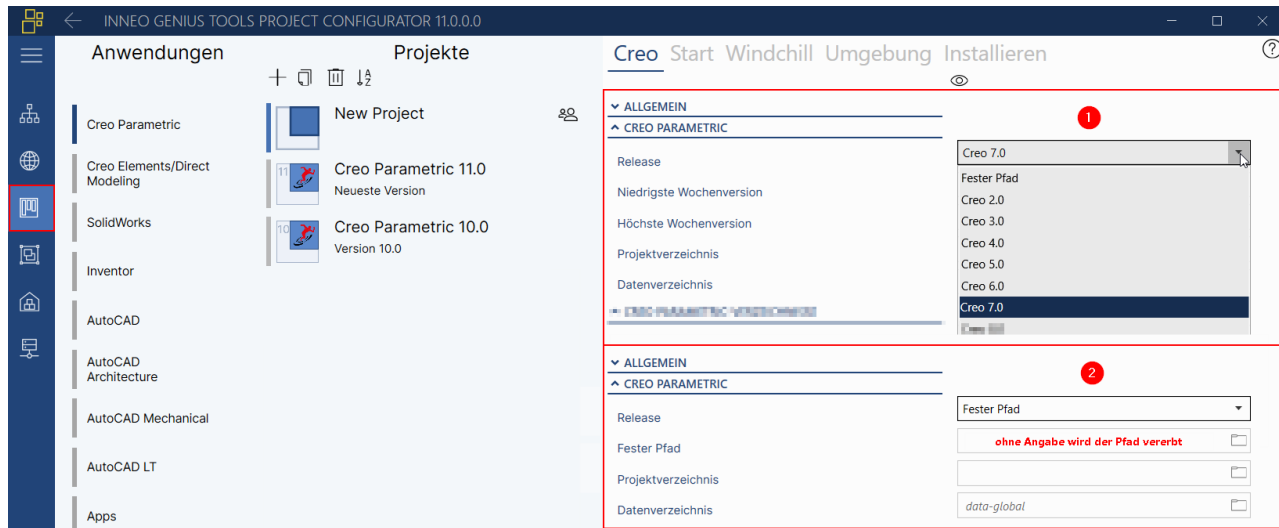 INNEO GENIUS TOOLS PROJECT CONFIGURATOR 11.0.0.0
Anwendungen
Projekte
Creo Parametric
Creo Elements/Direct
Modeling
SolidWorks
Inventor
AutoCAD
AutoCAD
Architecture
AutoCAD Mechanical
AutoCAD LT
Apps
New Project
11
Creo Parametric 11.0
Neueste Version
10
Creo Parametric 10.0
Version 10.0
Creo Start Windchill Umgebung Installieren
ALLGEMEIN
1
CREO PARAMETRIC
Release
Creo 7.0
Niedrigste Wochenversion
Höchste Wochenversion
Projektverzeichnis
Datenverzeichnis
Fester Pfad
Creo 2.0
Creo 3.0
Creo 4.0
Creo 5.0
Creo 6.0
Creo 7.0
ALLGEMEIN
2
CREO PARAMETRIC
Release
Fester Pfad
Fester Pfad
ohne Angabe wird der Pfad vererbt
Projektverzeichnis
Datenverzeichnis
data-global